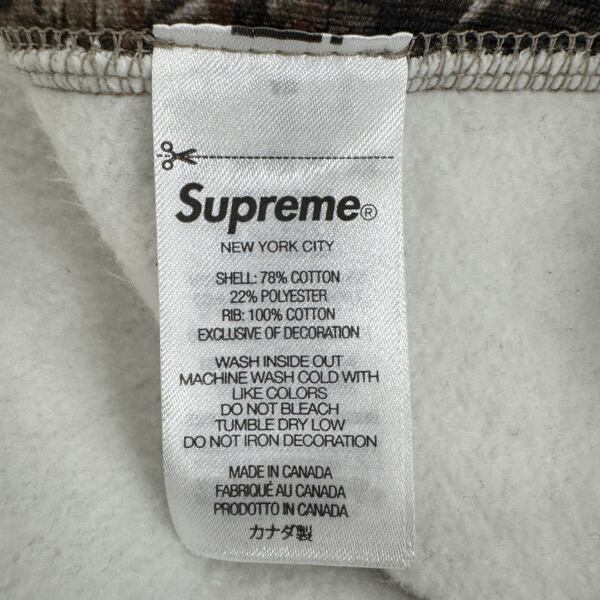 Supreme®
NEW YORK CITY
SHELL: 78% COTTON
22% POLYESTER
RIB: 100% COTTON
EXCLUSIVE OF DECORATION
WASH INSIDE OUT
MACHINE WASH COLD WITH
LIKE COLORS
DO NOT BLEACH
TUMBLE DRY LOW
DO NOT IRON DECORATION
MADE IN CANADA
FABRIQUÉ AU CANADA
PRODOTTO IN CANADA
カナダ製